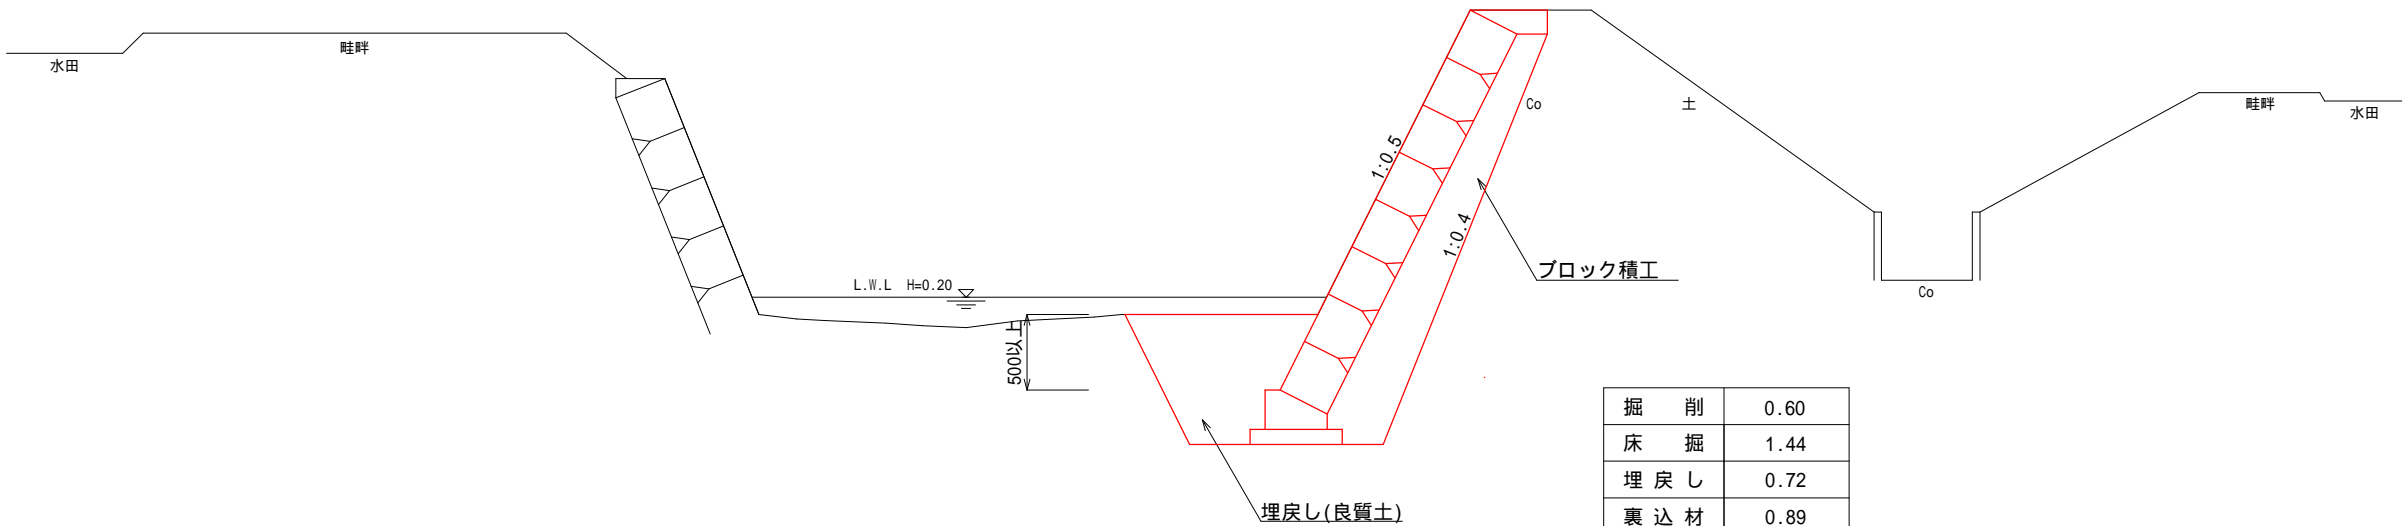 水田
畦畔
1:0.5
1:0.4
Co
土
畦畔
水田
ブロック積工
Co
L.W.L H=0.20
500以上
埋戻し(良質土)
掘 削 0.60
床 掘 1.44
埋 戻 し 0.72
裏 込 材 0.89